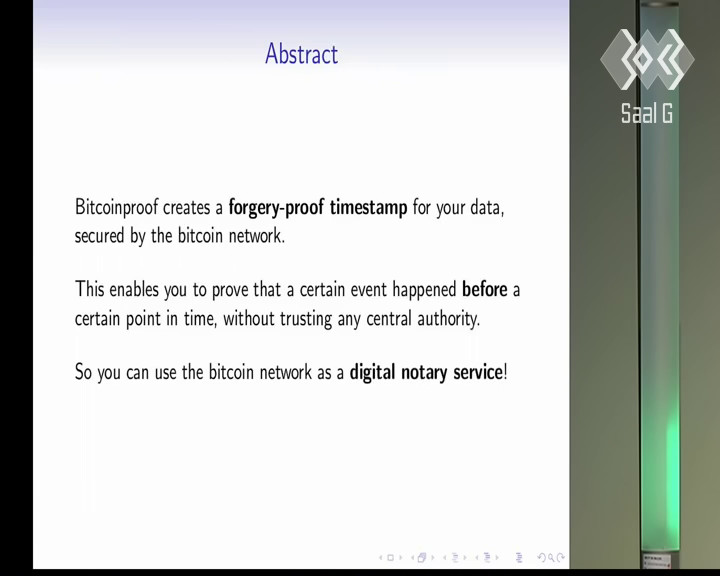 Abstract
Saal G
Bitcoinproof creates a forgery-proof timestamp for your data,
secured by the bitcoin network.
This enables you to prove that a certain event happened before a
certain point in time, without trusting any central authority.
So you can use the bitcoin network as a digital notary service!